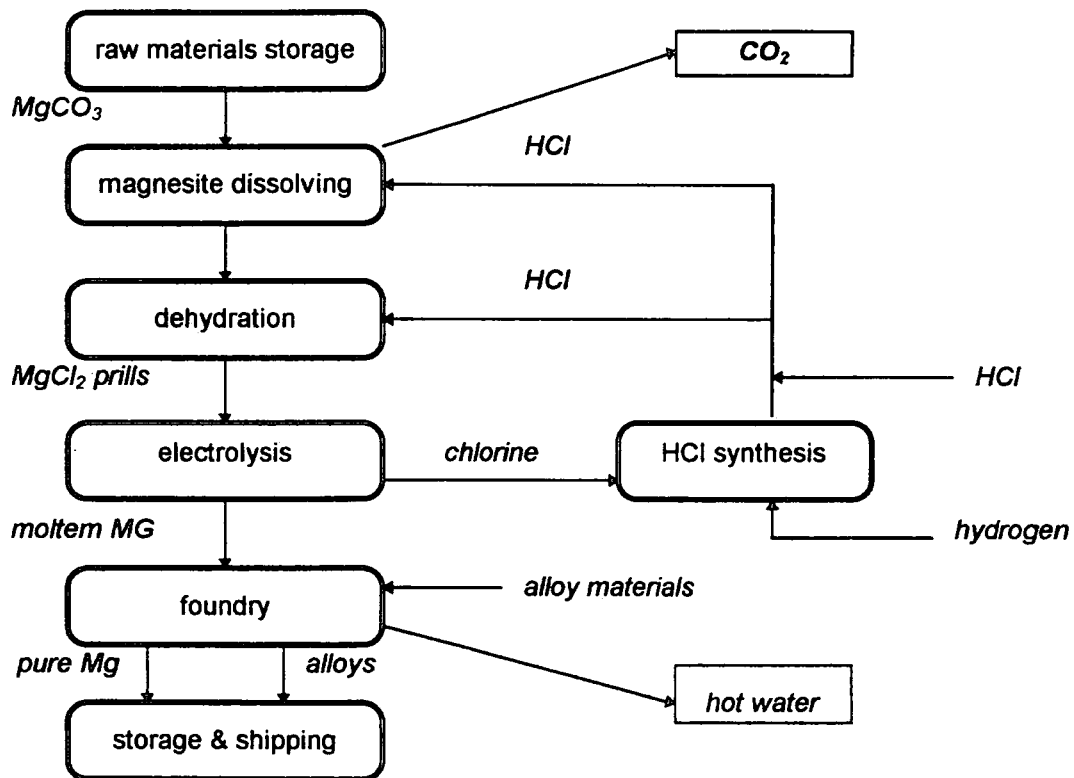 raw materials storage
CO₂
MgCO₃
HCl
magnesite dissolving
HCl
dehydration
MgCl₂ prills
HCl
electrolysis
chlorine
HCl synthesis
moltem MG
hydrogen
alloy materials
foundry
pure Mg
alloys
hot water
storage & shipping